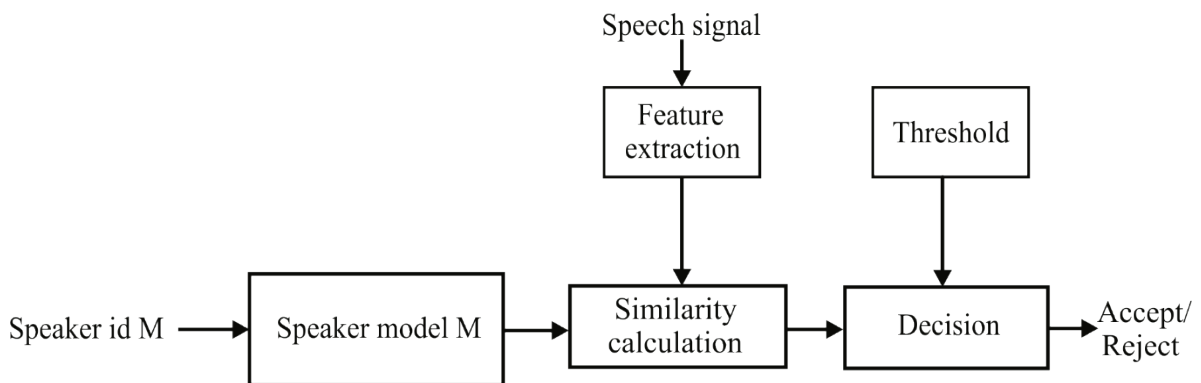 Speech signal
Feature
extraction
Threshold
Speaker id M
Speaker model M
Similarity
calculation
Decision
Accept/
Reject